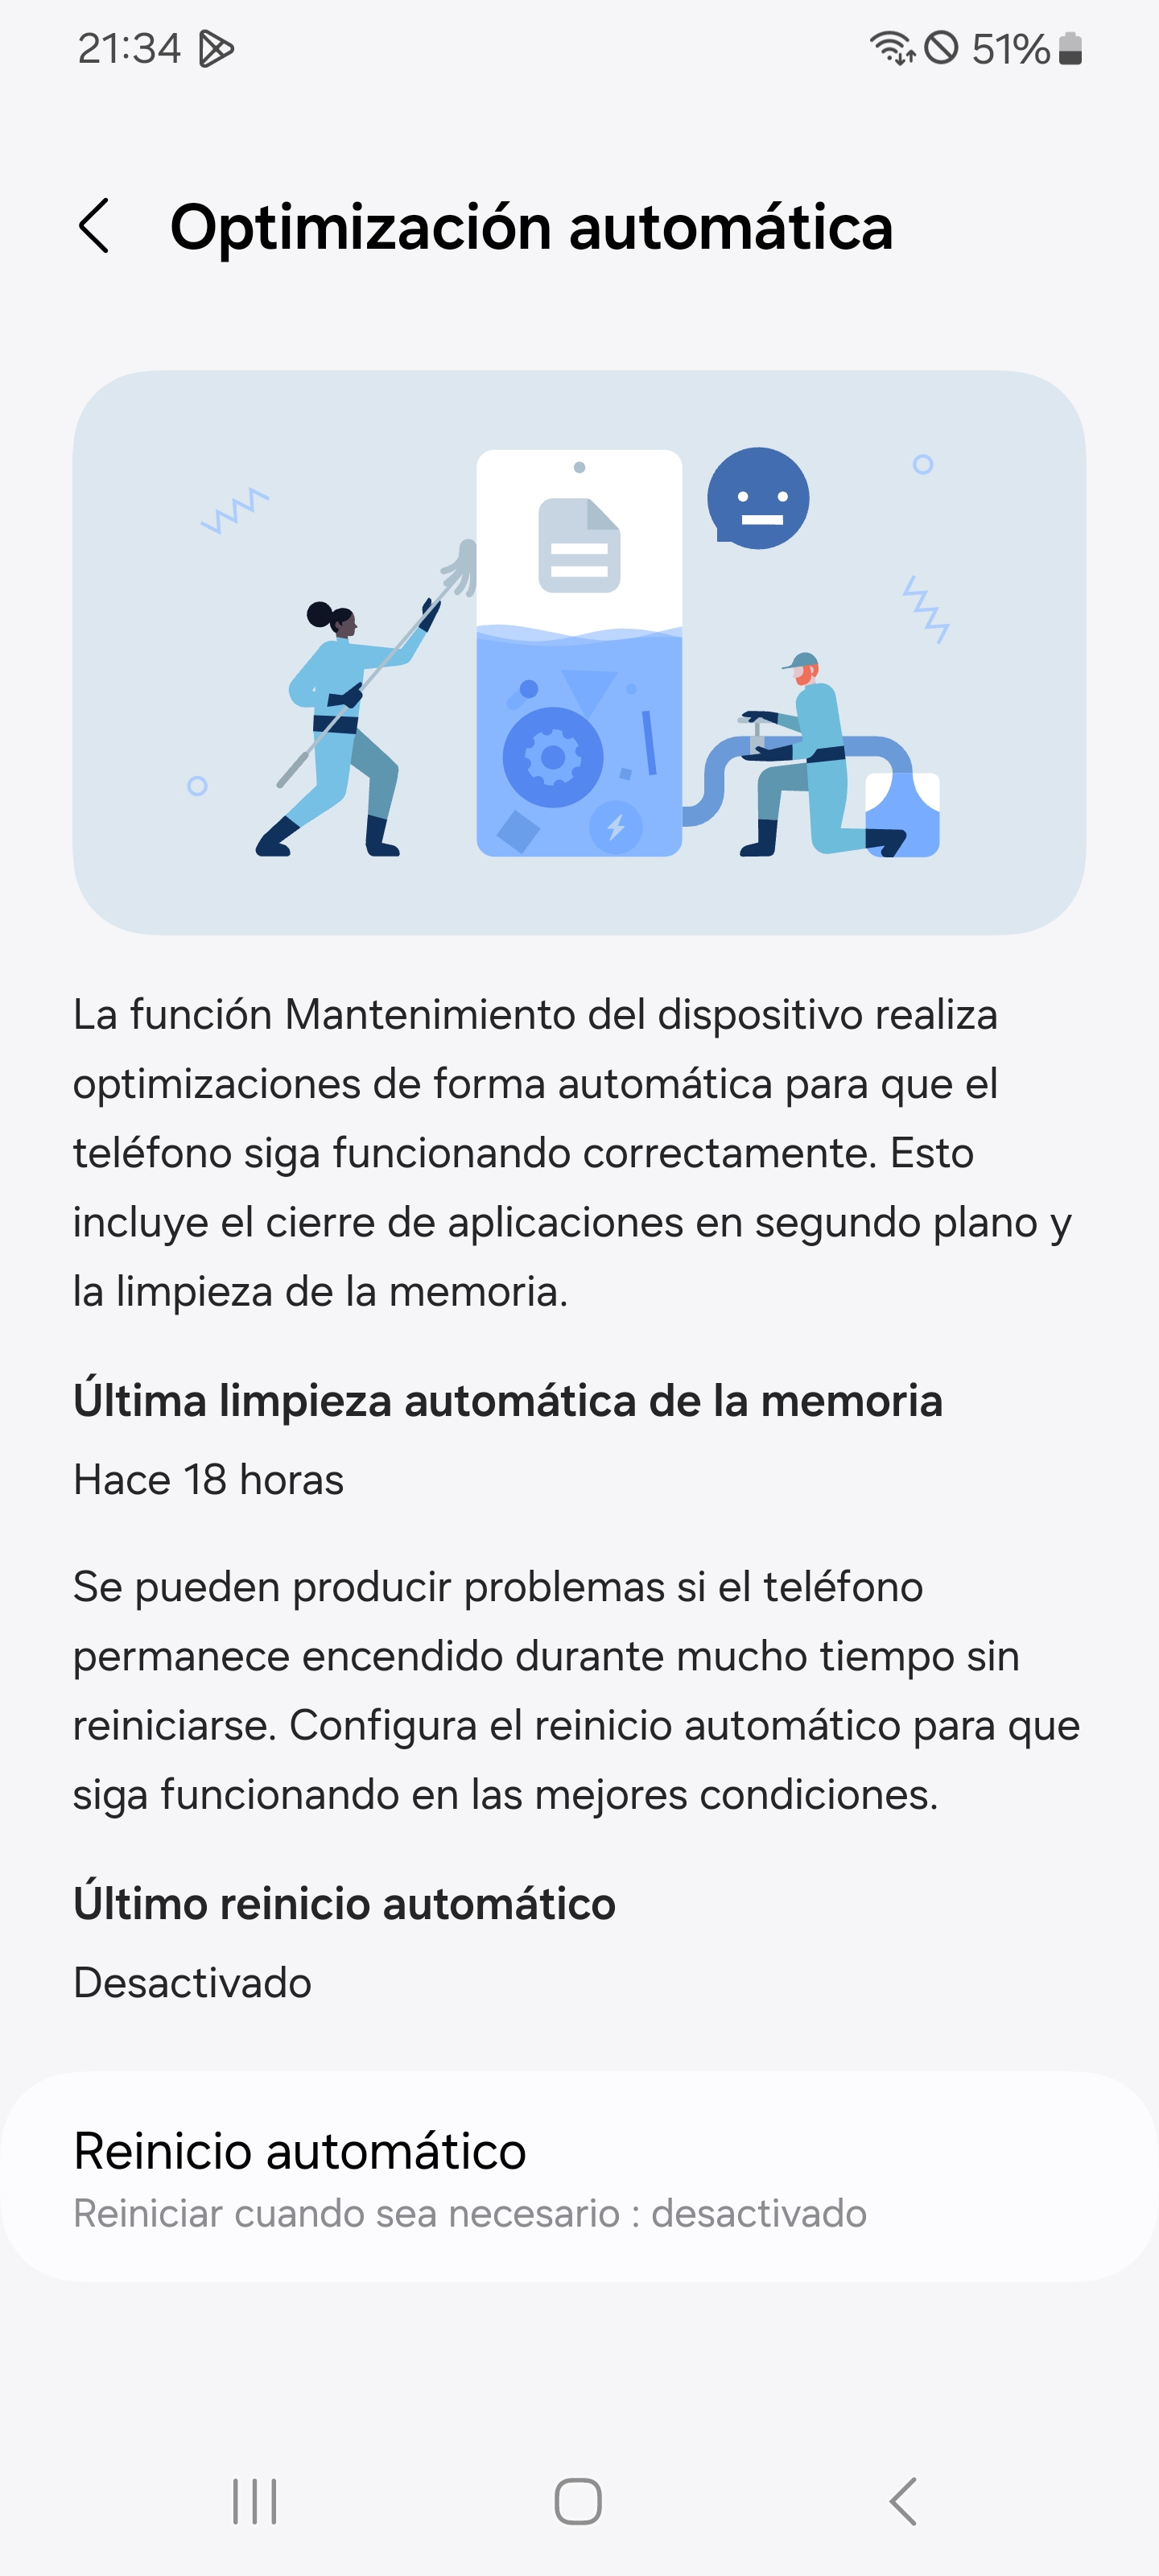 21:34
51%
Optimización automática
La función Mantenimiento del dispositivo realiza
optimizaciones de forma automática para que el
teléfono siga funcionando correctamente. Esto
incluye el cierre de aplicaciones en segundo plano y
la limpieza de la memoria.
Última limpieza automática de la memoria
Hace 18 horas
Se pueden producir problemas si el teléfono
permanece encendido durante mucho tiempo sin
reiniciarse. Configura el reinicio automático para que
siga funcionando en las mejores condiciones.
Último reinicio automático
Desactivado
Reinicio automático
Reiniciar cuando sea necesario : desactivado